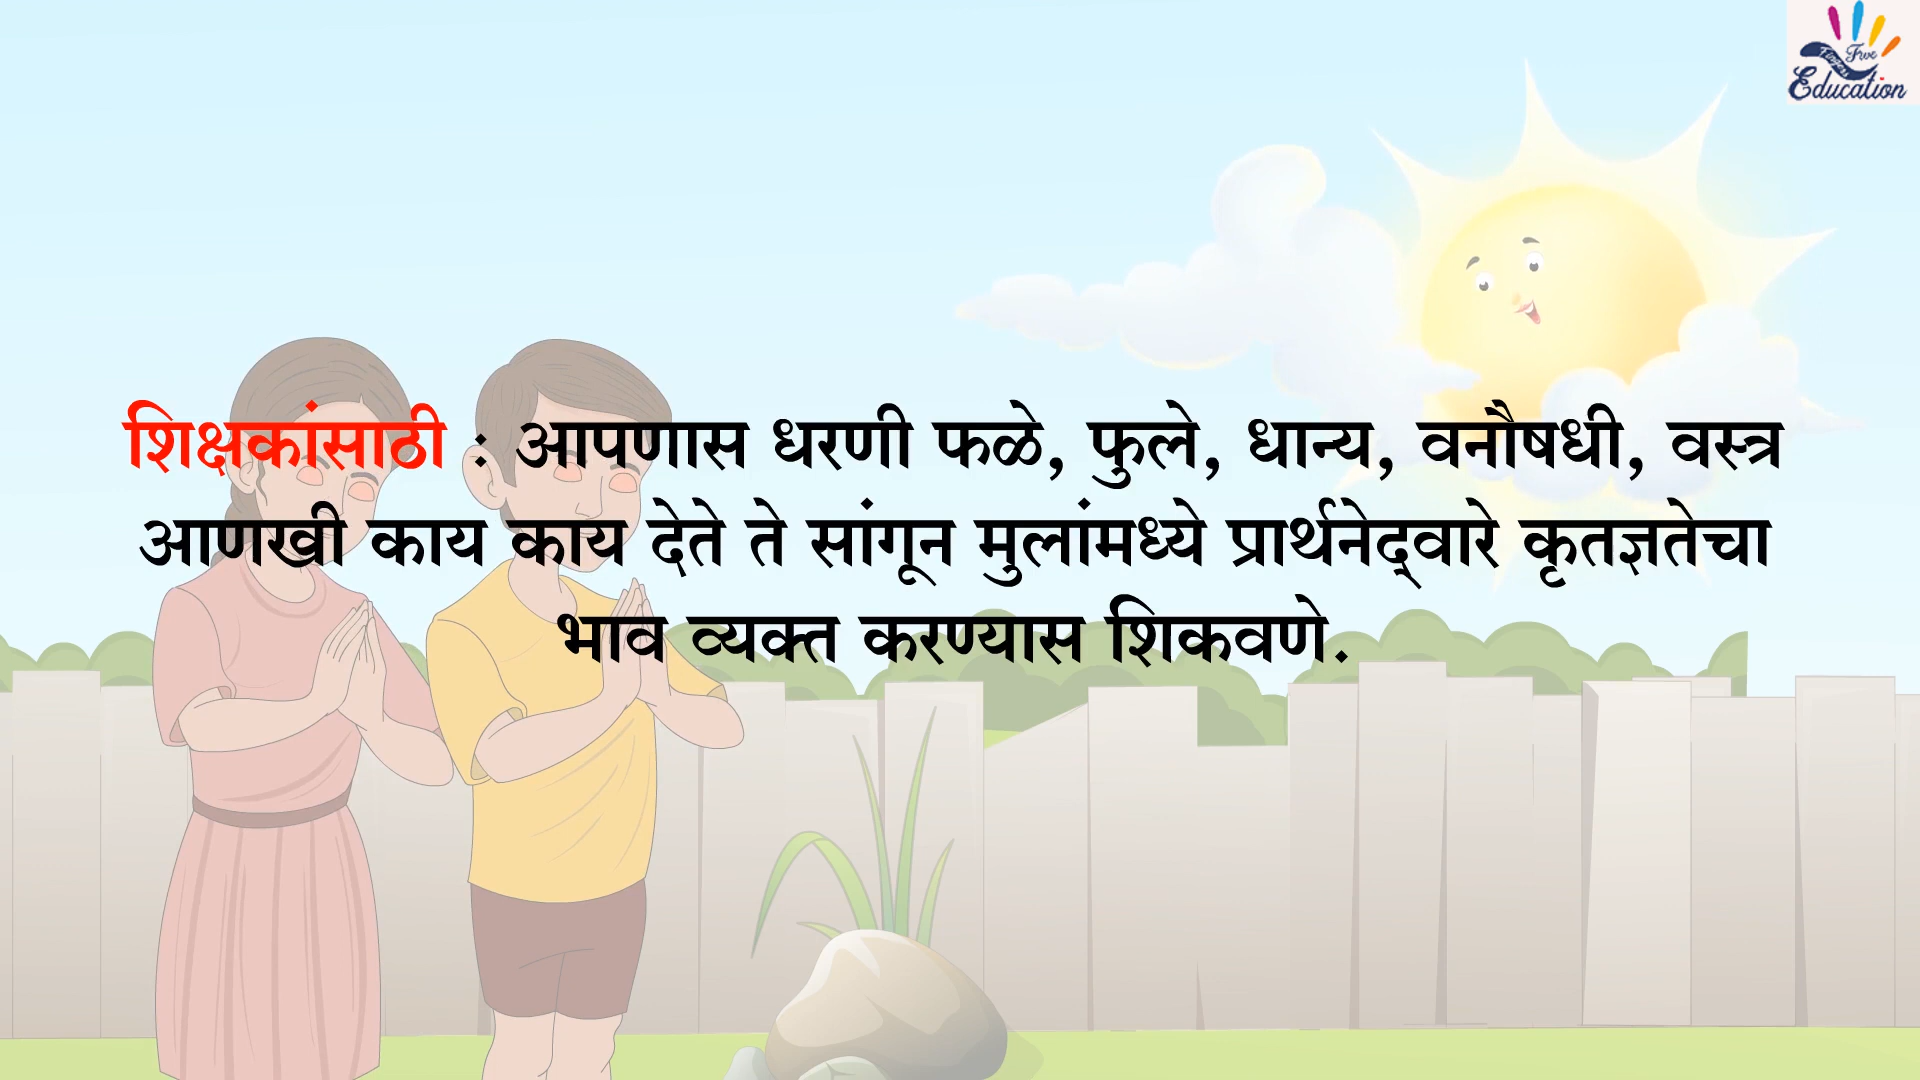 Five
Fingers
Education
शिक्षकांसाठी : आपणास धरणी फळे, फुले, धान्य, वनौषधी, वस्त्र
आणखी काय काय देते ते सांगून मुलांमध्ये प्रार्थनेद्‌वारे कृतज्ञतेचा
भाव व्यक्त करण्यास शिकवणे.